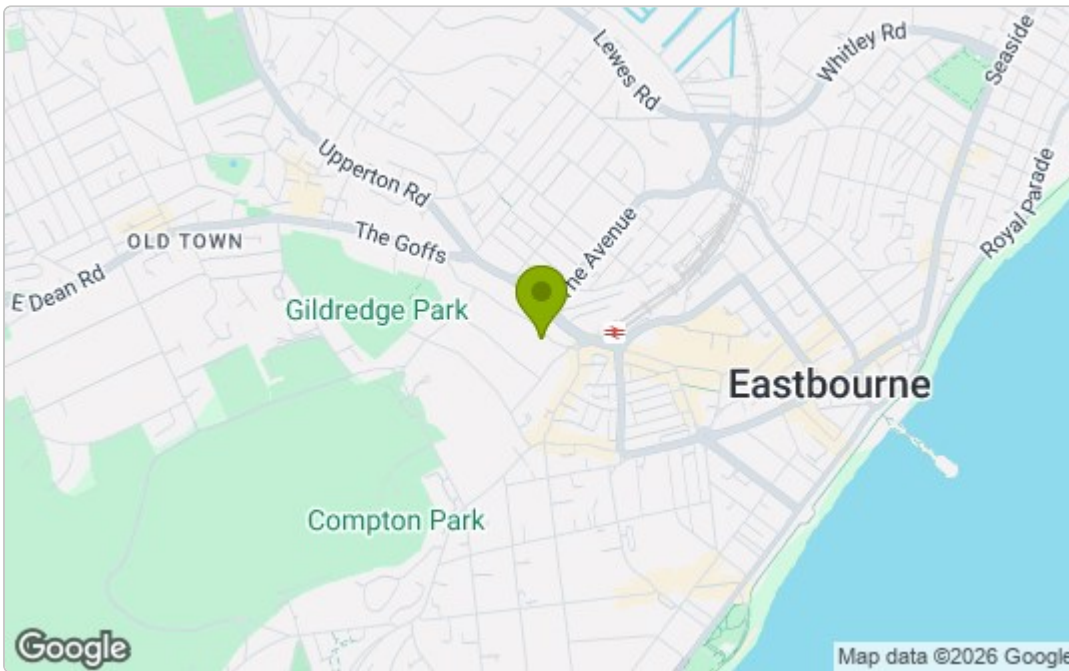 Lewes Rd
Whitley Rd
Seaside
Upperton Rd
Royal Parade
The Avenue
OLD TOWN
The Goffs
E Dean Rd
Gildredge Park
Eastbourne
Compton Park
Google
Map data ©2026 Google